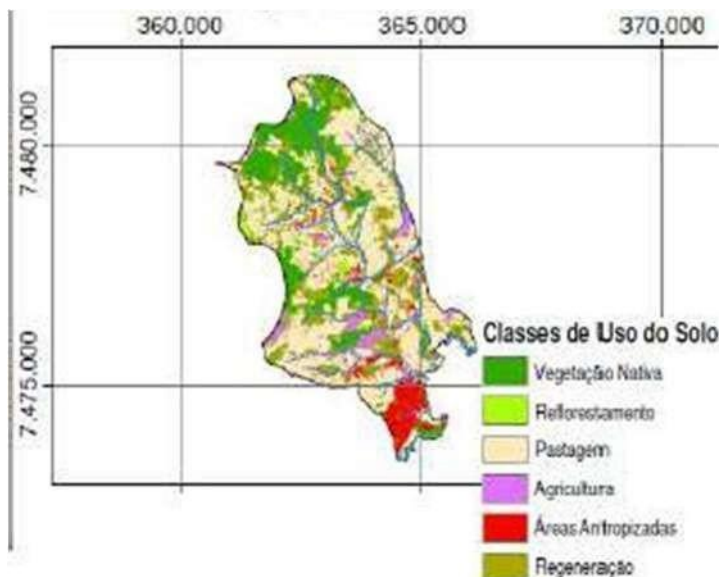 360.000 365.000 370.000
7.480.000
7.475.000
Classes de Uso do Solo
Vegetação Nativa
Reflorestamento
Pastagem
Agricultura
Áreas Antropizadas
Regeneração